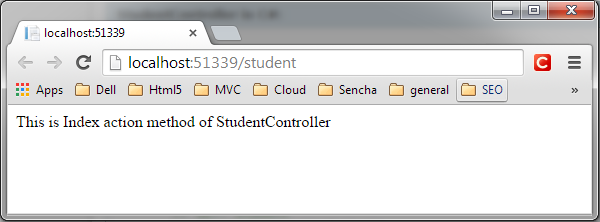 localhost:51339
localhost:51339/student
Apps Dell Html5 MVC Cloud Sencha general SEO »
This is Index action method of StudentController